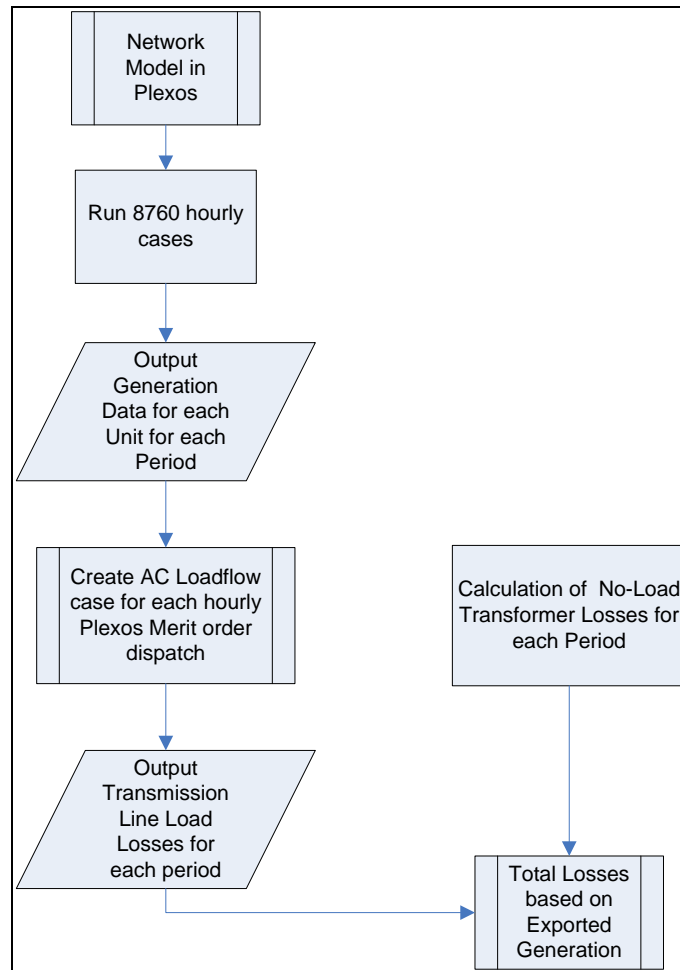 Network
Model in
Plexos
Run 8760 hourly
cases
Output
Generation
Data for each
Unit for each
Period
Create AC Loadflow
case for each hourly
Plexos Merit order
dispatch
Calculation of No-Load
Transformer Losses for
each Period
Output
Transmission
Line Load
Losses for
each period
Total Losses
based on
Exported
Generation